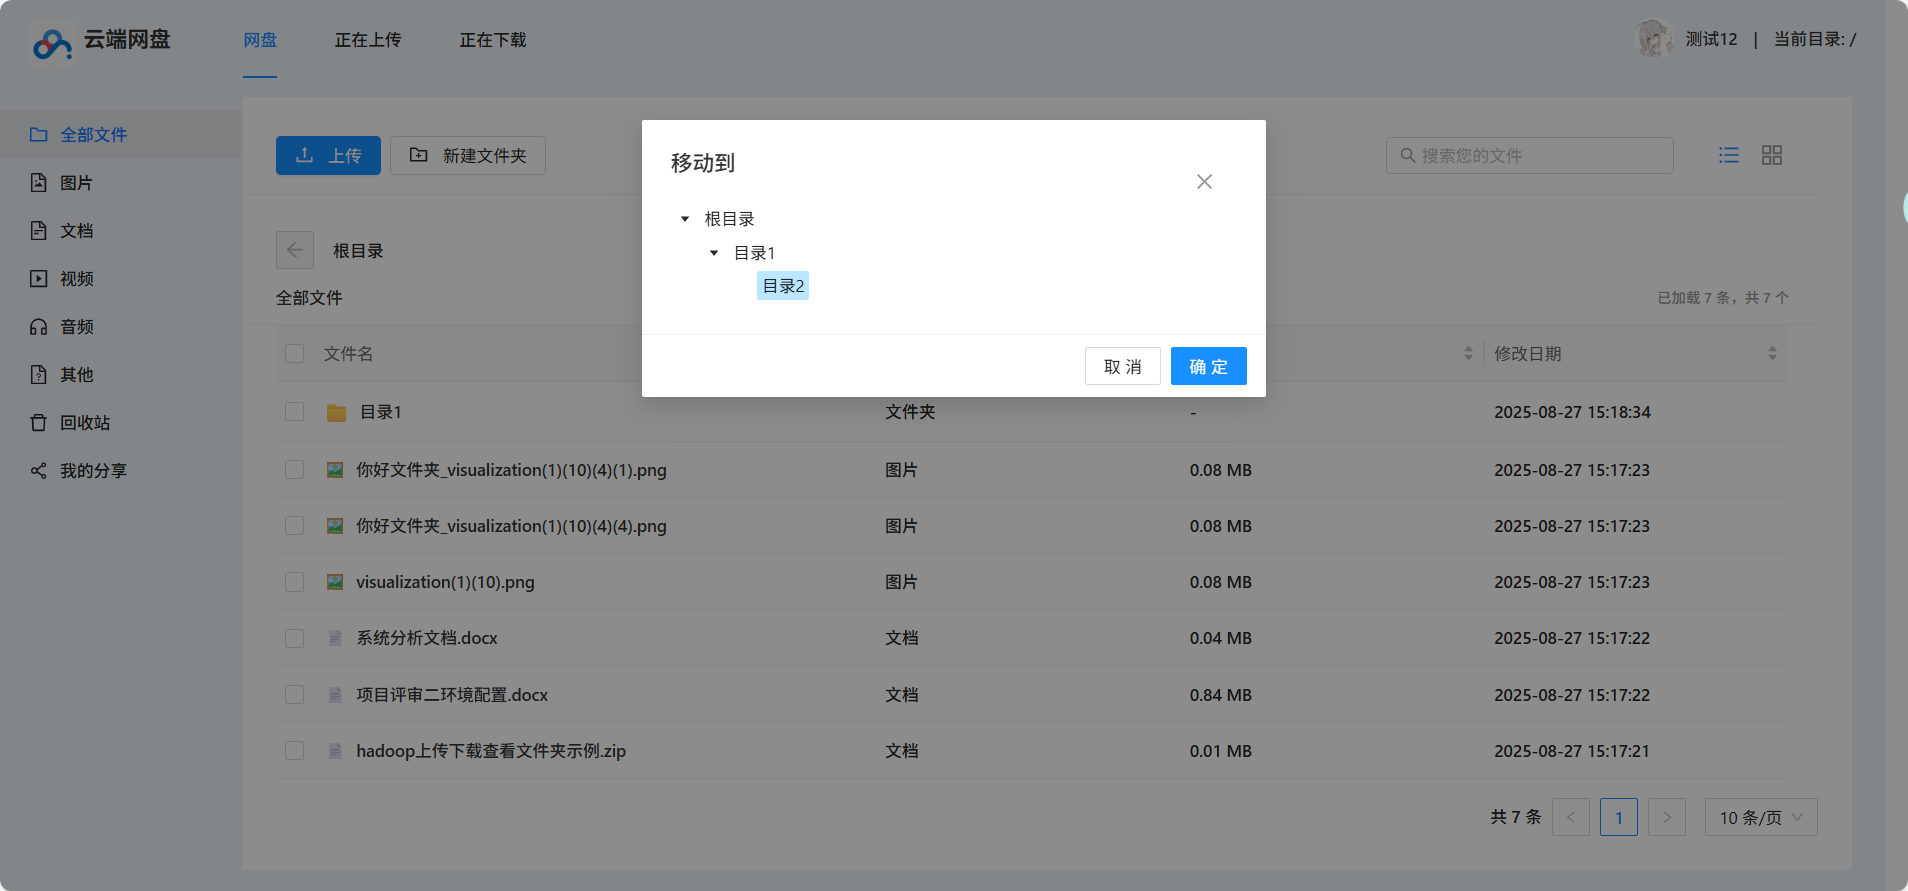 云端网盘
网盘 正在上传 正在下载
测试12 | 当前目录: /
全部文件
图片
文档
视频
音频
其他
回收站
我的分享
上传 新建文件夹
搜索您的文件
根目录
全部文件
已加载 7 条，共 7 个
移动到
根目录
目录1
目录2
取 消 确 定
文件名 修改日期
目录1 文件夹 - 2025-08-27 15:18:34
你好文件夹_visualization(1)(10)(4)(1).png 图片 0.08 MB 2025-08-27 15:17:23
你好文件夹_visualization(1)(10)(4)(4).png 图片 0.08 MB 2025-08-27 15:17:23
visualization(1)(10).png 图片 0.08 MB 2025-08-27 15:17:23
系统分析文档.docx 文档 0.04 MB 2025-08-27 15:17:22
项目评审二环境配置.docx 文档 0.84 MB 2025-08-27 15:17:22
hadoop上传下载查看文件夹示例.zip 文档 0.01 MB 2025-08-27 15:17:21
共 7 条 < 1 > 10 条/页